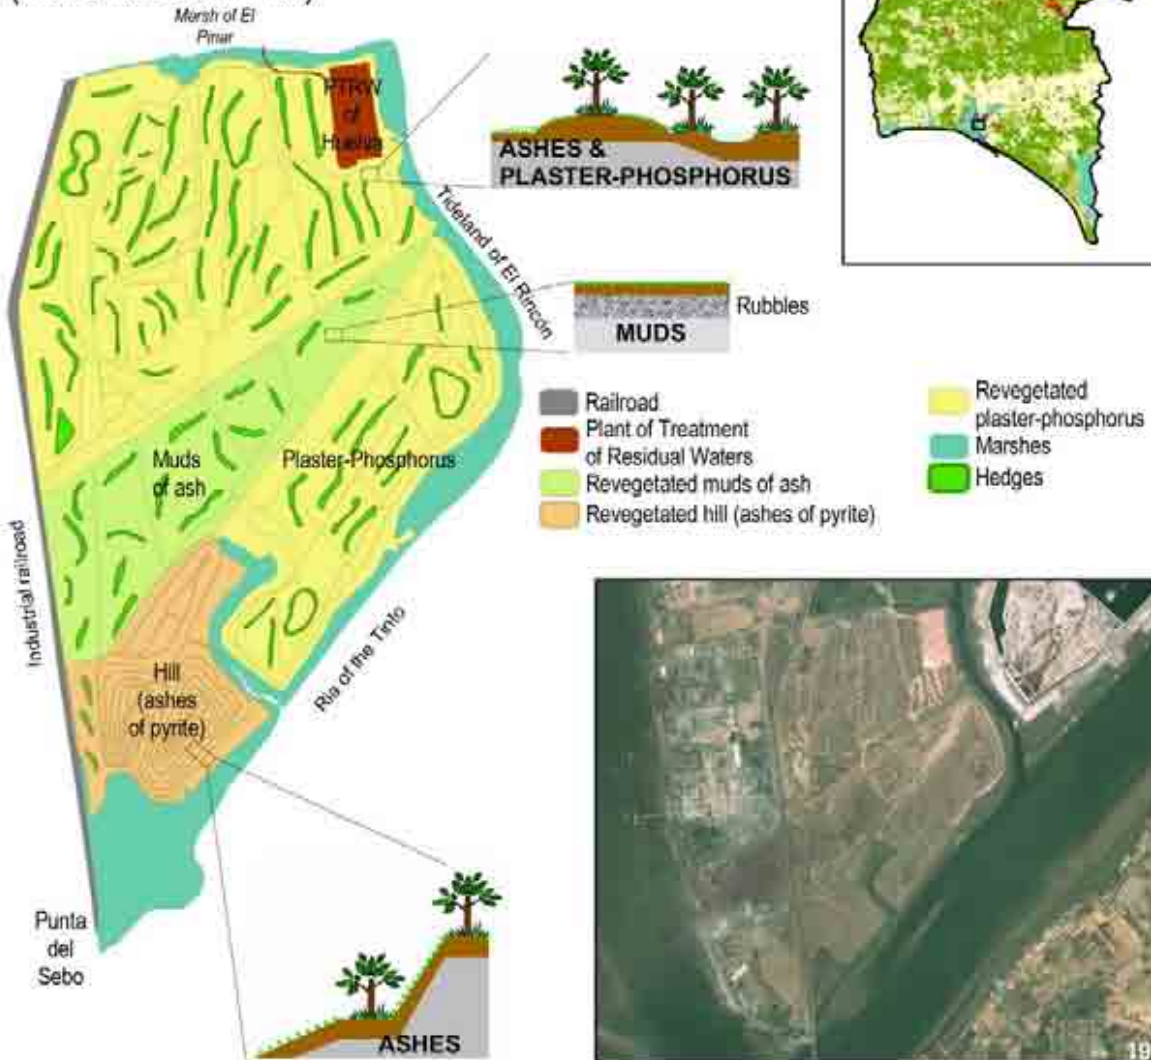 Marsh of El
Pinar
PTRW
of
Huelva
ASHES &
PLASTER-PHOSPHORUS
Tideland of El Rincón
Rubbles
MUDS
Railroad
Plant of Treatment
of Residual Waters
Revegetated muds of ash
Revegetated hill (ashes of pyrite)
Revegetated
plaster-phosphorus
Marshes
Hedges
Muds
of ash
Plaster-Phosphorus
Industrial railroad
Ria of the Tinto
Hill
(ashes
of pyrite)
Punta
del
Sebo
ASHES
19